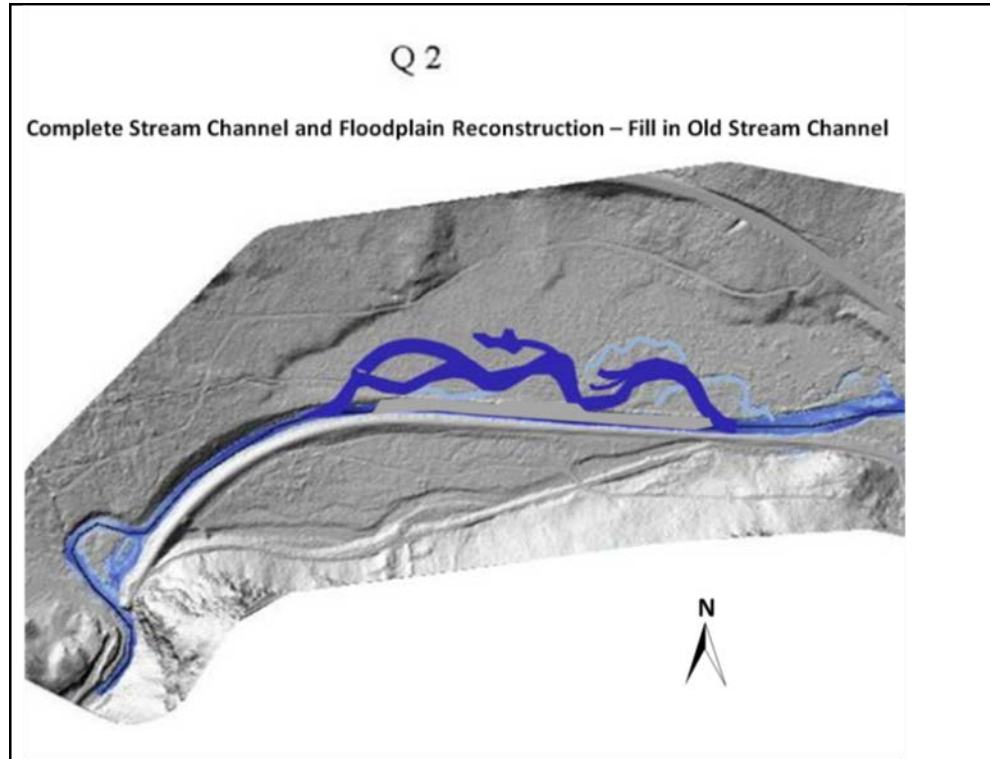 Q 2
Complete Stream Channel and Floodplain Reconstruction – Fill in Old Stream Channel
N